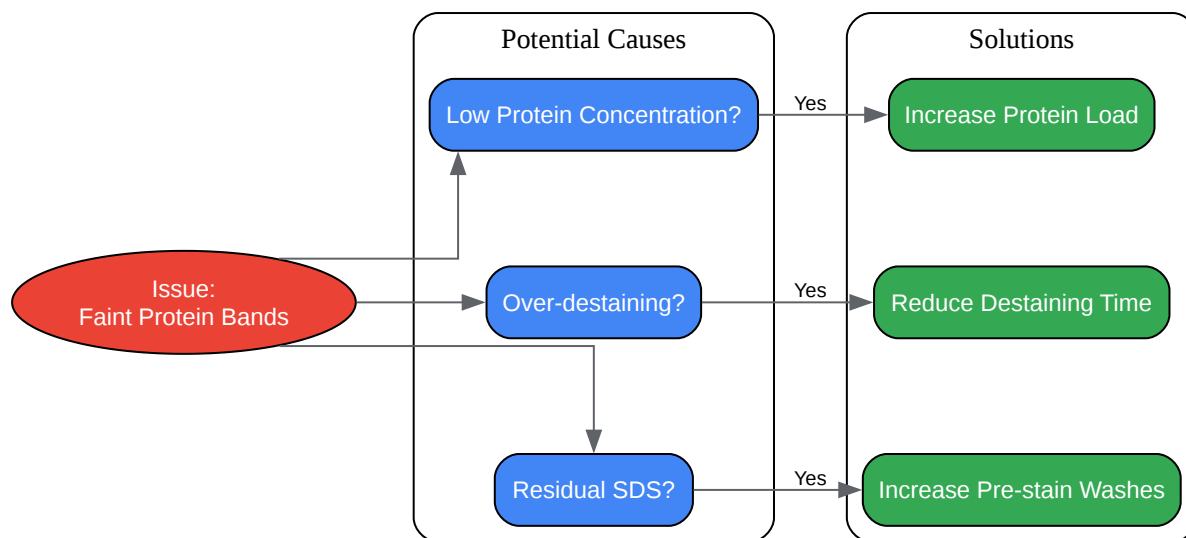 Potential Causes
Solutions
Low Protein Concentration?
Yes
Increase Protein Load
Issue:
Faint Protein Bands
Over-destaining?
Yes
Reduce Destaining Time
Residual SDS?
Yes
Increase Pre-stain Washes